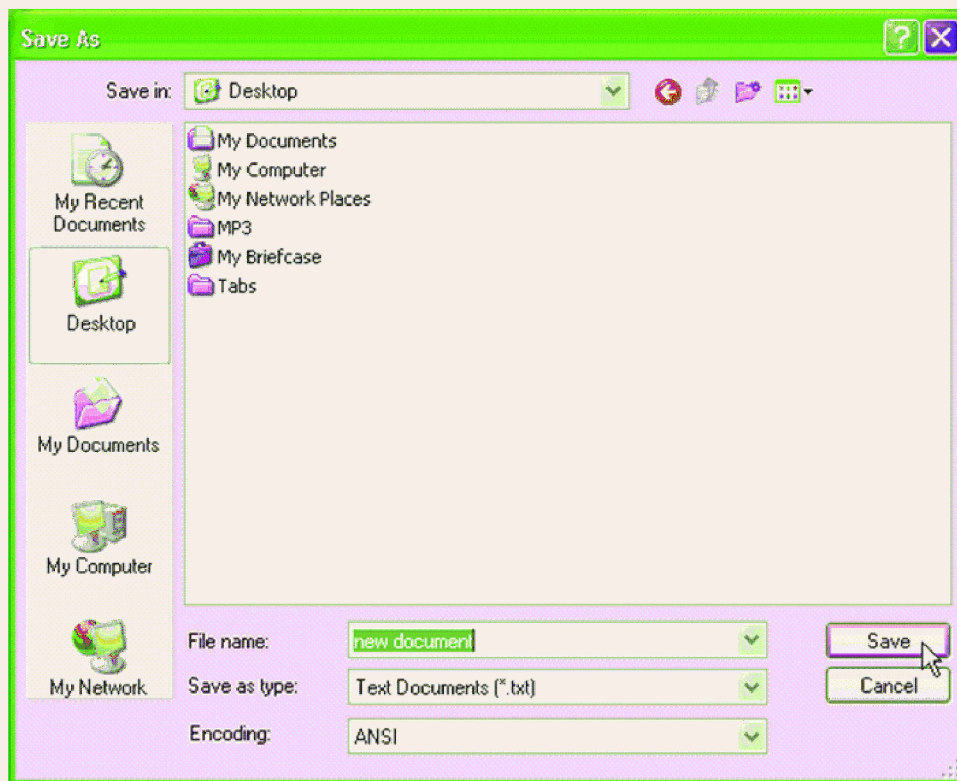 Save As
Save in: Desktop
My Recent
Documents
Desktop
My Documents
My Computer
My Network
My Documents
My Computer
My Network Places
MP3
My Briefcase
Tabs
File name: new document Save
Save as type: Text Documents (*.txt) Cancel
Encoding: ANSI